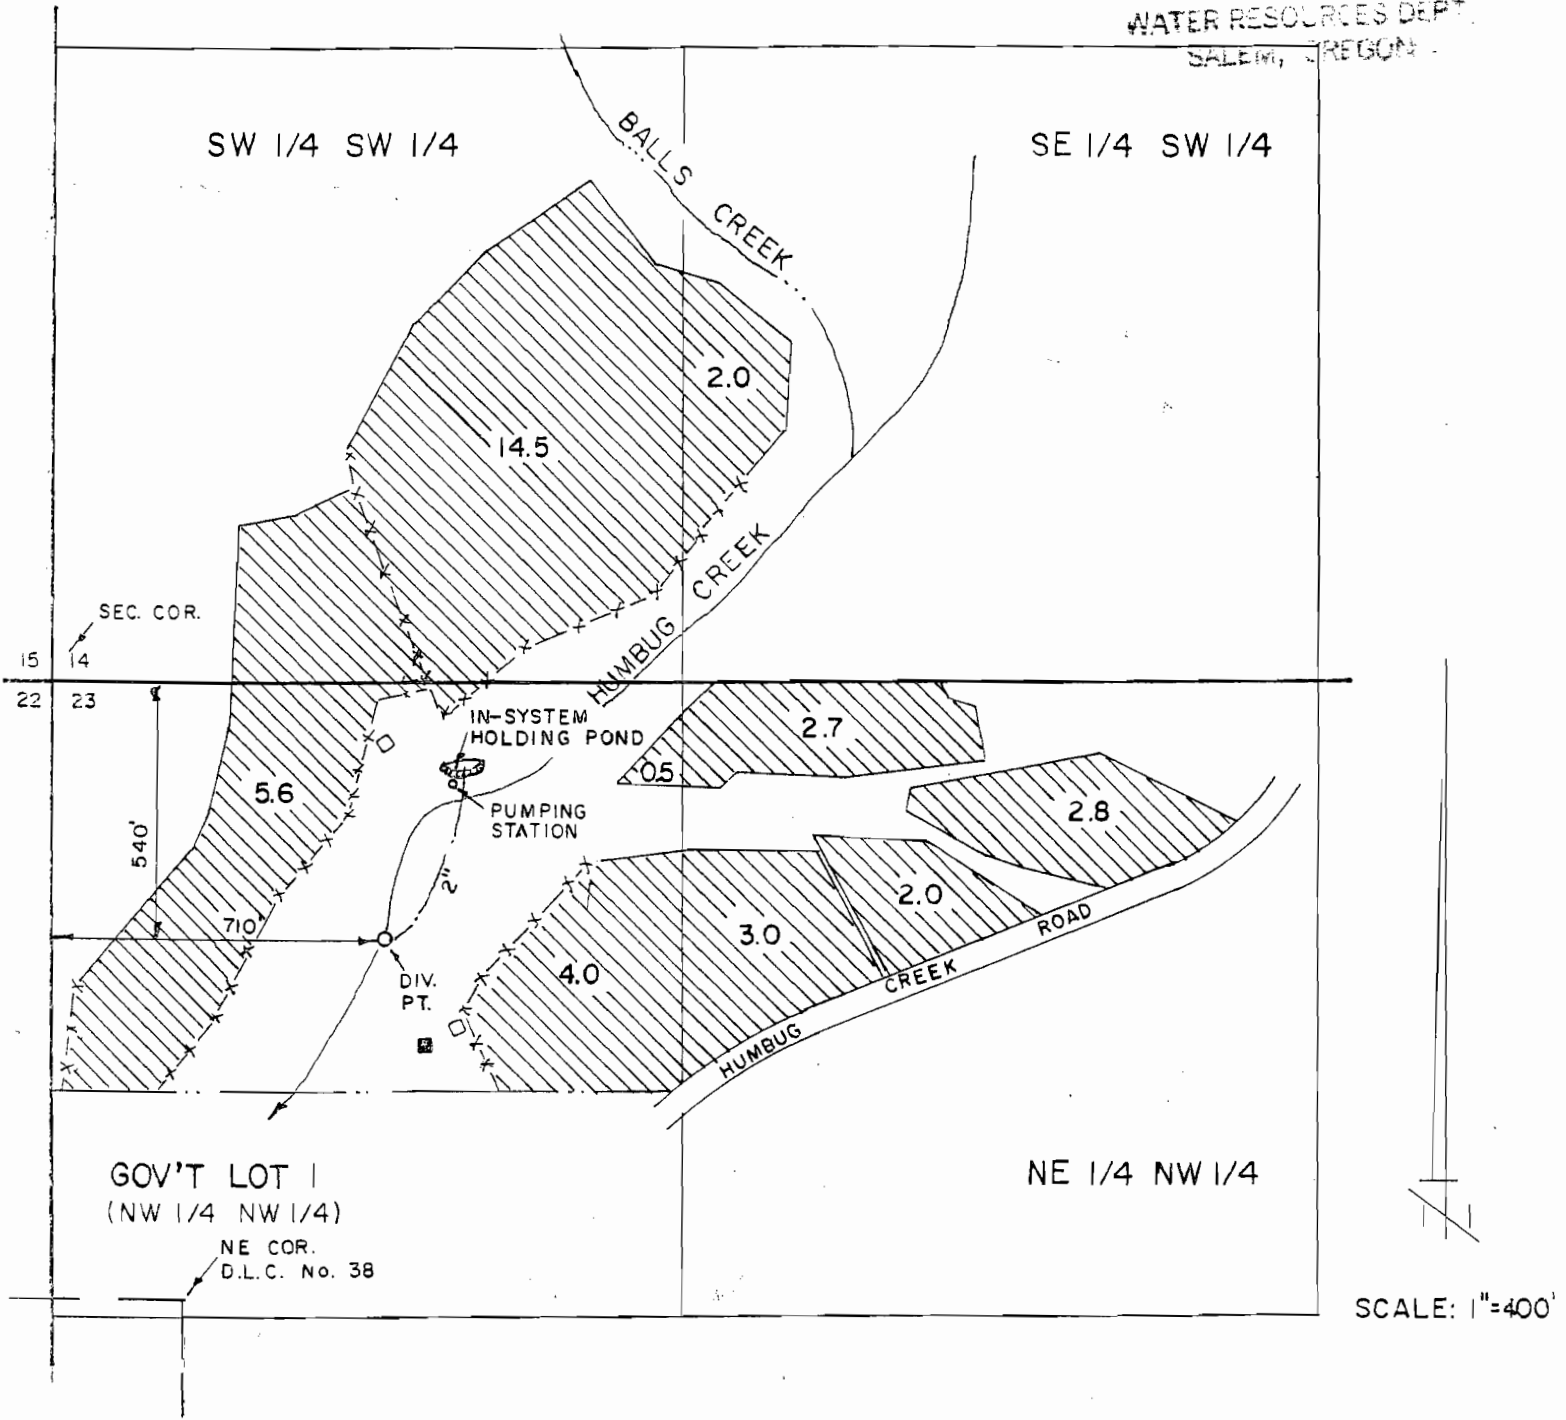 WATER RESOURCES DEPT.
SALEM, OREGON
SW 1/4 SW 1/4
SE 1/4 SW 1/4
BALLS CREEK
2.0
14.5
HUMBUG CREEK
SEC. COR.
15 14
22 23
IN-SYSTEM
HOLDING POND
2.7
0.5
5.6
PUMPING
STATION
2.8
540'
2"
2.0
710'
3.0
4.0
DIV.
PT.
HUMBUG CREEK ROAD
GOV'T LOT 1
(NW 1/4 NW 1/4)
NE 1/4 NW 1/4
NE COR.
D.L.C. No. 38
SCALE: 1"=400'